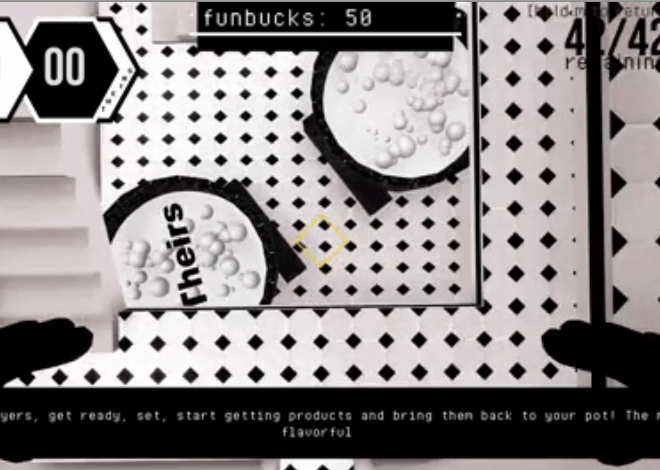 funbucks: 50
00
42/42
remaining
Theirs
yers, get ready, set, start getting products and bring them back to your pot! The
flavorful